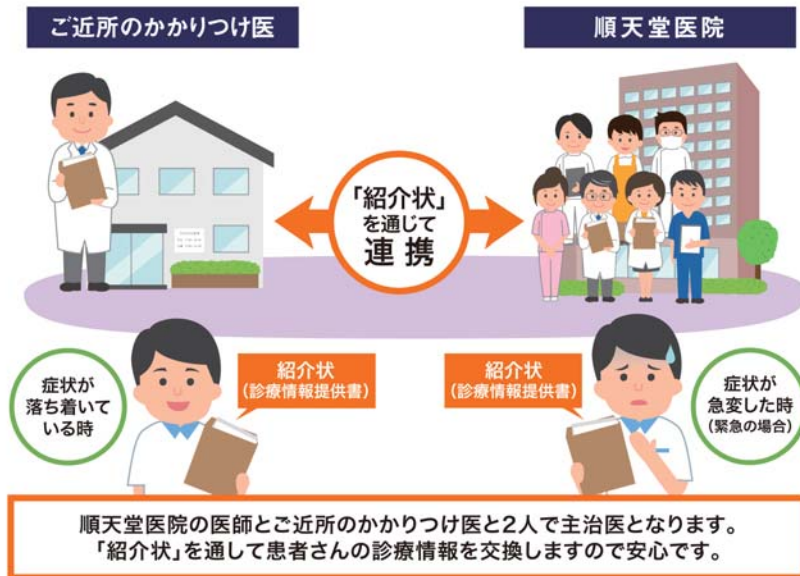 ご近所のかかりつけ医
順天堂医院
「紹介状」
を通じて
連携
症状が
落ち着いて
いる時
紹介状
(診療情報提供書)
紹介状
(診療情報提供書)
症状が
急変した時
(緊急の場合)
順天堂医院の医師とご近所のかかりつけ医と2人で主治医となります。
「紹介状」を通して患者さんの診療情報を交換しますので安心です。